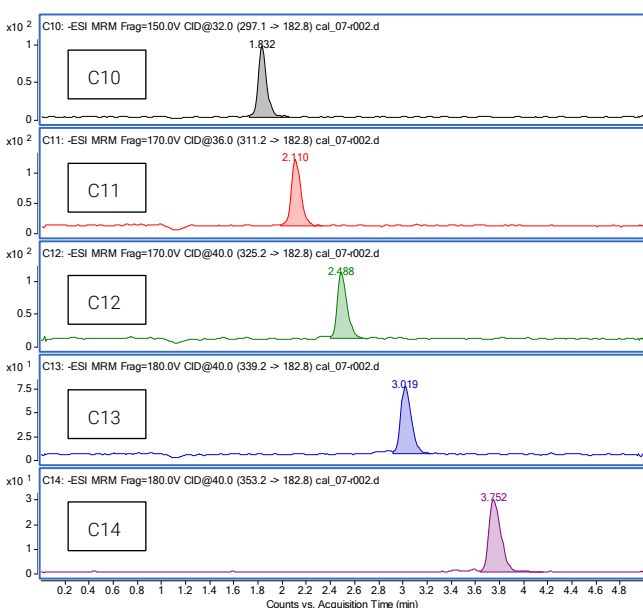 x10 2 C10: -ESI MRM Frag=150.0V CID@32.0 (297.1 -> 182.8) cal_07-r002.d
1.832
1
C10
0.5
0
x10 2 C11: -ESI MRM Frag=170.0V CID@36.0 (311.2 -> 182.8) cal_07-r002.d
2.110
1
C11
0.5
0
x10 2 C12: -ESI MRM Frag=170.0V CID@40.0 (325.2 -> 182.8) cal_07-r002.d
2.488
1
C12
0.5
0
x10 1 C13: -ESI MRM Frag=180.0V CID@40.0 (339.2 -> 182.8) cal_07-r002.d
3.019
7.5
5
C13
2.5
0
x10 1 C14: -ESI MRM Frag=180.0V CID@40.0 (353.2 -> 182.8) cal_07-r002.d
3.752
3
2
C14
1
0
0.2 0.4 0.6 0.8 1 1.2 1.4 1.6 1.8 2 2.2 2.4 2.6 2.8 3 3.2 3.4 3.6 3.8 4 4.2 4.4 4.6 4.8
Counts vs. Acquisition Time (min)